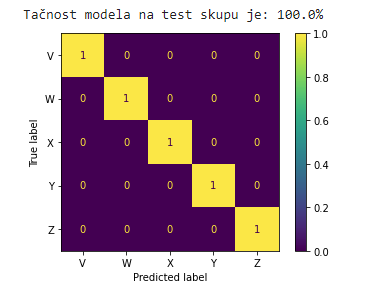 Tačnost modela na test skupu je: 100.0%
V 1 0 0 0 0
W 0 1 0 0 0
X 0 0 1 0 0
Y 0 0 0 1 0
Z 0 0 0 0 1
V W X Y Z
Predicted label
True label
1.0
0.8
0.6
0.4
0.2
0.0